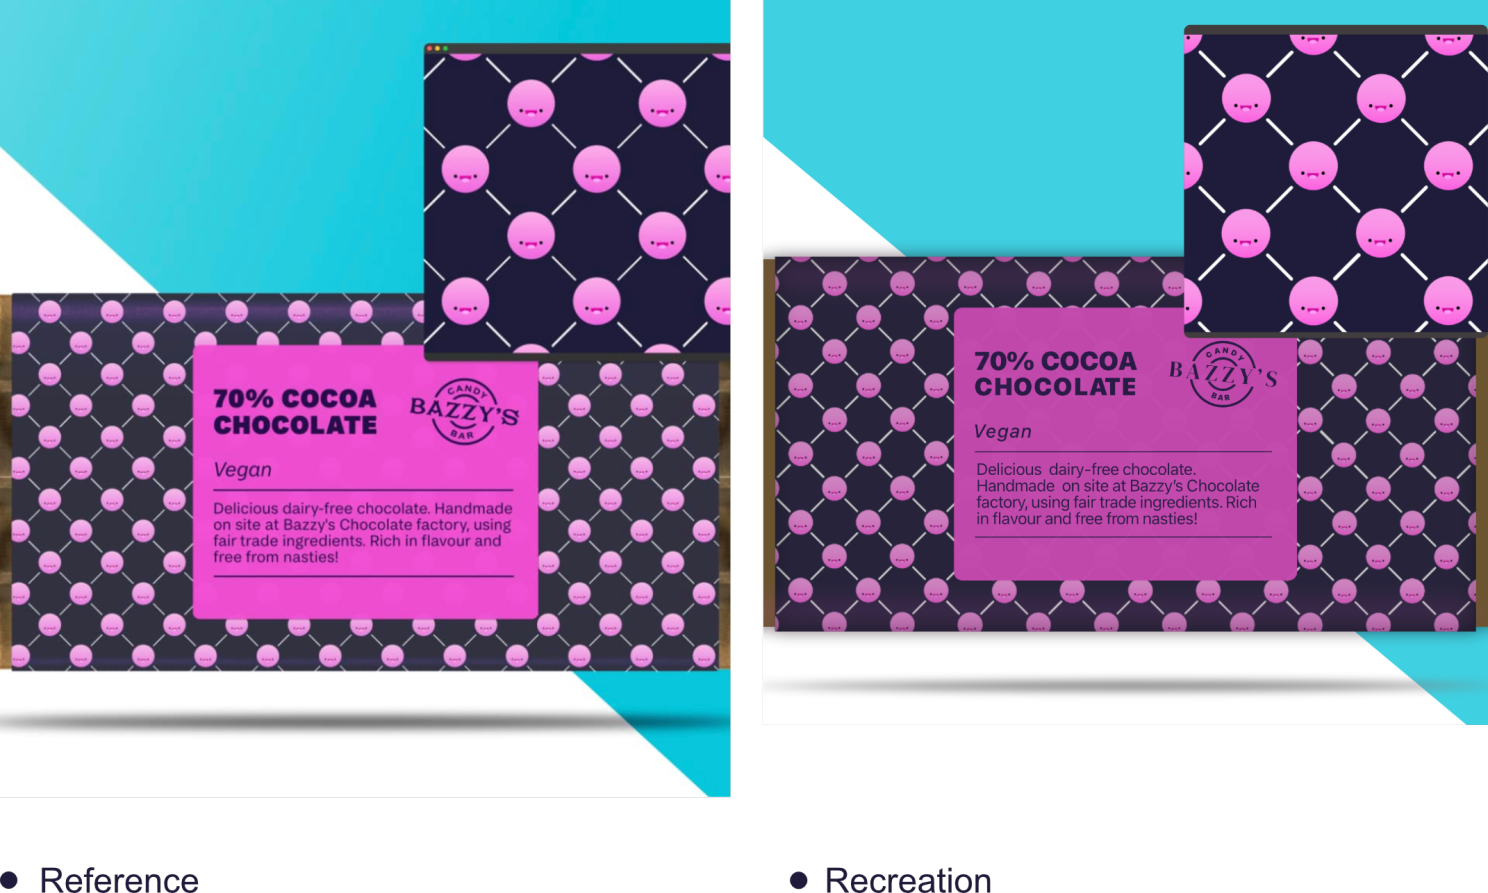 70% COCOA
CHOCOLATE
CANDY
BAZZY'S
BAR
Vegan
Delicious dairy-free chocolate. Handmade
on site at Bazzy's Chocolate factory, using
fair trade ingredients. Rich in flavour and
free from nasties!
70% COCOA
CHOCOLATE
CANDY
BAZZY'S
BAR
Vegan
Delicious dairy-free chocolate.
Handmade on site at Bazzy's Chocolate
factory, using fair trade ingredients. Rich
in flavour and free from nasties!
Reference
Recreation